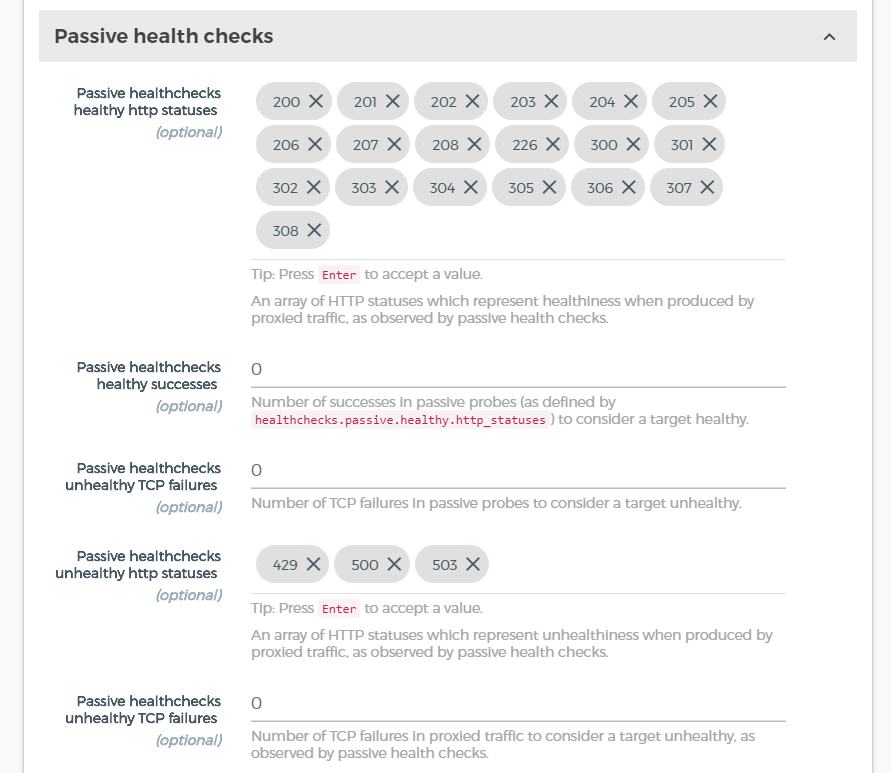 Passive health checks
Passive healthchecks
healthy http statuses
(optional)
200 201 202 203 204 205
206 207 208 226 300 301
302 303 304 305 306 307
308
Tip: Press Enter to accept a value.
An array of HTTP statuses which represent healthiness when produced by
proxied traffic, as observed by passive health checks.
Passive healthchecks
healthy successes
(optional)
0
Number of successes in passive probes (as defined by
healthchecks.passive.healthy.http_statuses ) to consider a target healthy.
Passive healthchecks
unhealthy TCP failures
(optional)
0
Number of TCP failures in passive probes to consider a target unhealthy.
Passive healthchecks
unhealthy http statuses
(optional)
429 500 503
Tip: Press Enter to accept a value.
An array of HTTP statuses which represent unhealthiness when produced by
proxied traffic, as observed by passive health checks.
Passive healthchecks
unhealthy TCP failures
(optional)
0
Number of TCP failures in proxied traffic to consider a target unhealthy, as
observed by passive health checks.